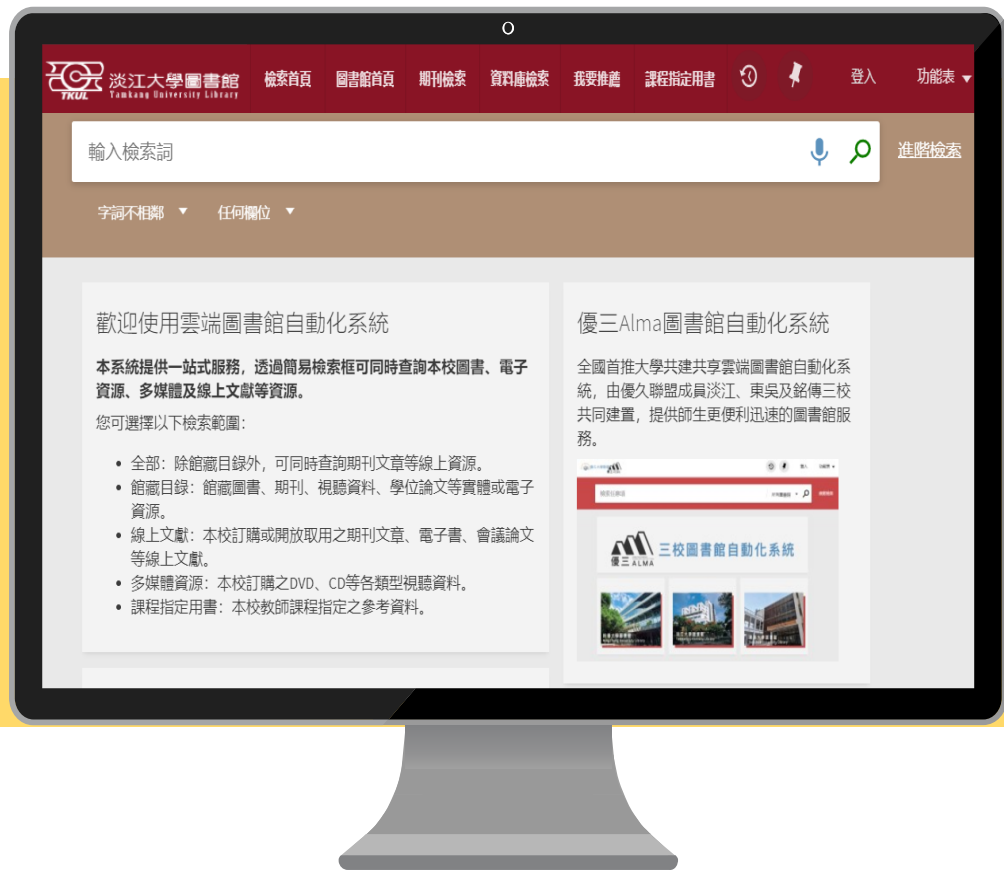 TKUL
淡江大學圖書館
Tamkang University Library
檢索首頁
圖書館首頁
期刊檢索
資料庫檢索
我要推薦
課程指定用書
登入
功能表
輸入檢索詞
進階檢索
字詞不相鄰
任何欄位
歡迎使用雲端圖書館自動化系統
本系統提供一站式服務，透過簡易檢索框可同時查詢本校圖書、電子
資源、多媒體及線上文獻等資源。
您可選擇以下檢索範圍：
• 全部：除館藏目錄外，可同時查詢期刊文章等線上資源。
• 館藏目錄：館藏圖書、期刊、視聽資料、學位論文等實體或電子
資源。
• 線上文獻：本校訂購或開放取用之期刊文章、電子書、會議論文
等線上文獻。
• 多媒體資源：本校訂購之DVD、CD等各類型視聽資料。
• 課程指定用書：本校教師課程指定之參考資料。
優三Alma圖書館自動化系統
全國首推大學共建共享雲端圖書館自動化系
統，由優久聯盟成員淡江、東吳及銘傳三校
共同建置，提供師生更便利迅速的圖書館服
務。
優三ALMA
三校圖書館自動化系統